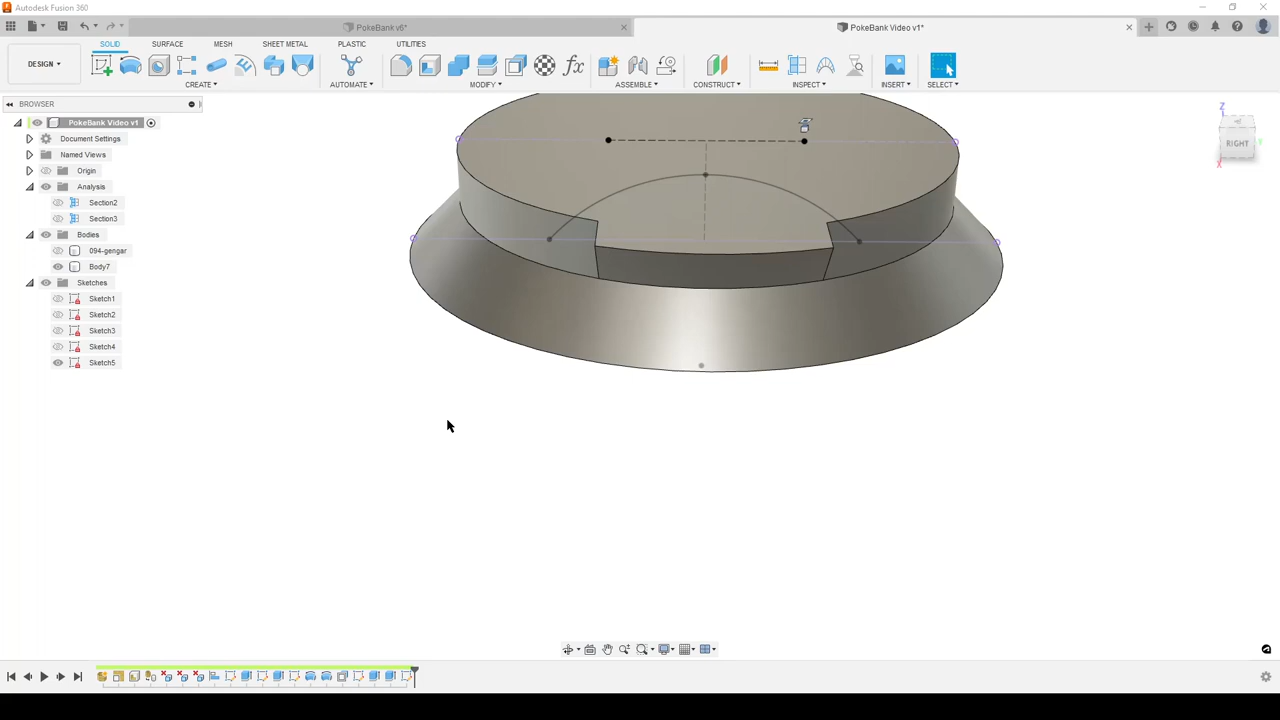 Autodesk Fusion 360
PokeBank v6*
PokeBank Video v1*
SOLID SURFACE MESH SHEET METAL PLASTIC UTILITIES
DESIGN
CREATE AUTOMATE MODIFY ASSEMBLE CONSTRUCT INSPECT INSERT SELECT
BROWSER
PokeBank Video v1
Document Settings
Named Views
Origin
Analysis
Section2
Section3
Bodies
094-gengar
Body7
Sketches
Sketch1
Sketch2
Sketch3
Sketch4
Sketch5
Z
RIGHT
Y
X